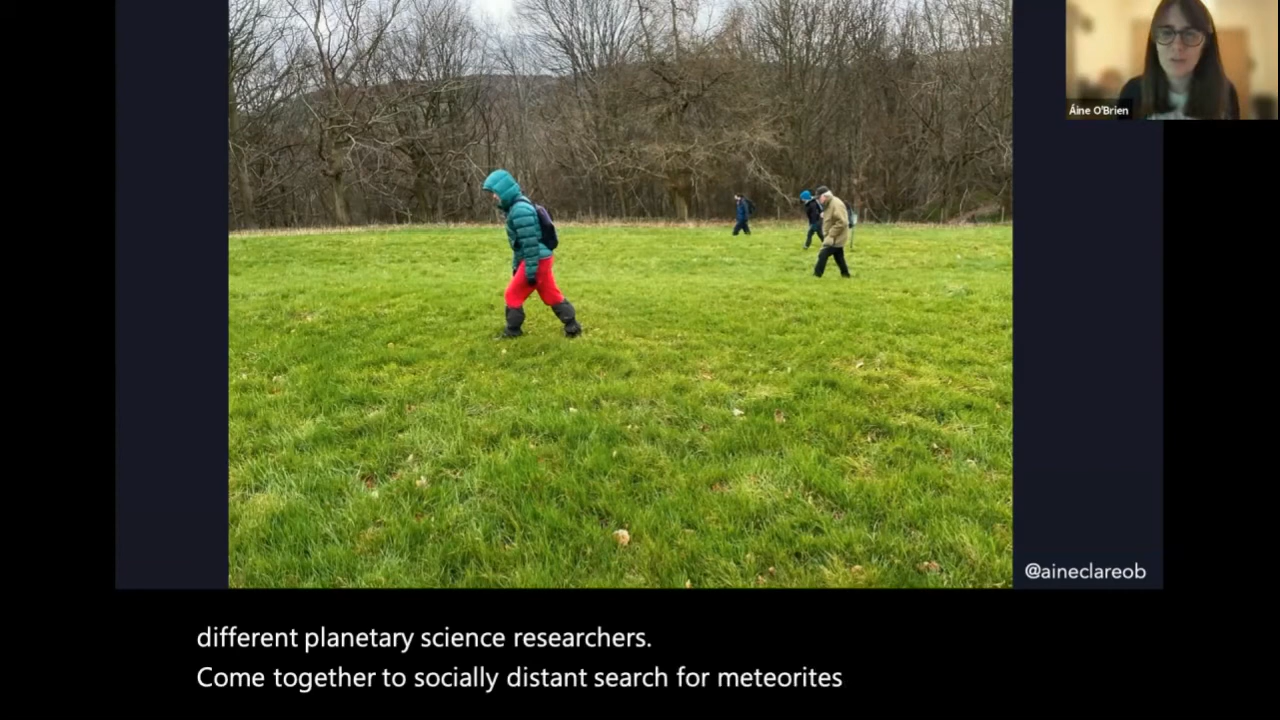 Áine O'Brien
@aineclareob
different planetary science researchers.
Come together to socially distant search for meteorites